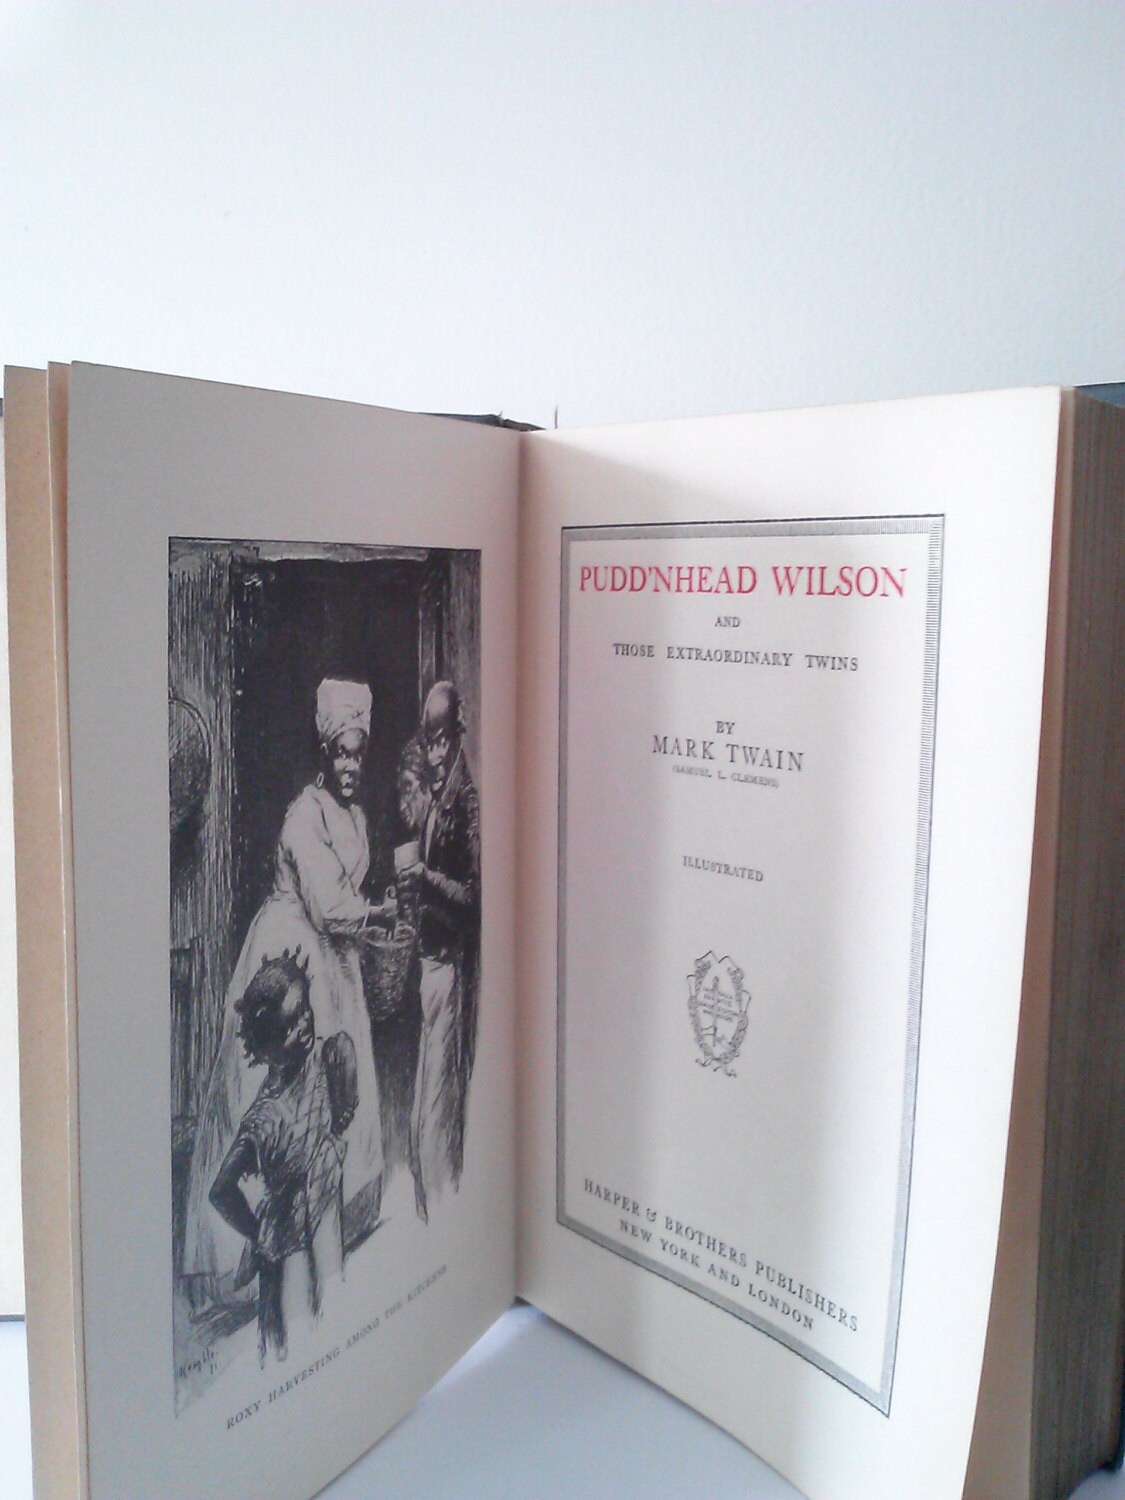 Kemble
ROXY HARVESTING AMONG THE KITCHENS
PUDD'NHEAD WILSON
AND
THOSE EXTRAORDINARY TWINS
BY
MARK TWAIN
(SAMUEL L. CLEMENS)
ILLUSTRATED
HARPER & BROTHERS PUBLISHERS
NEW YORK AND LONDON